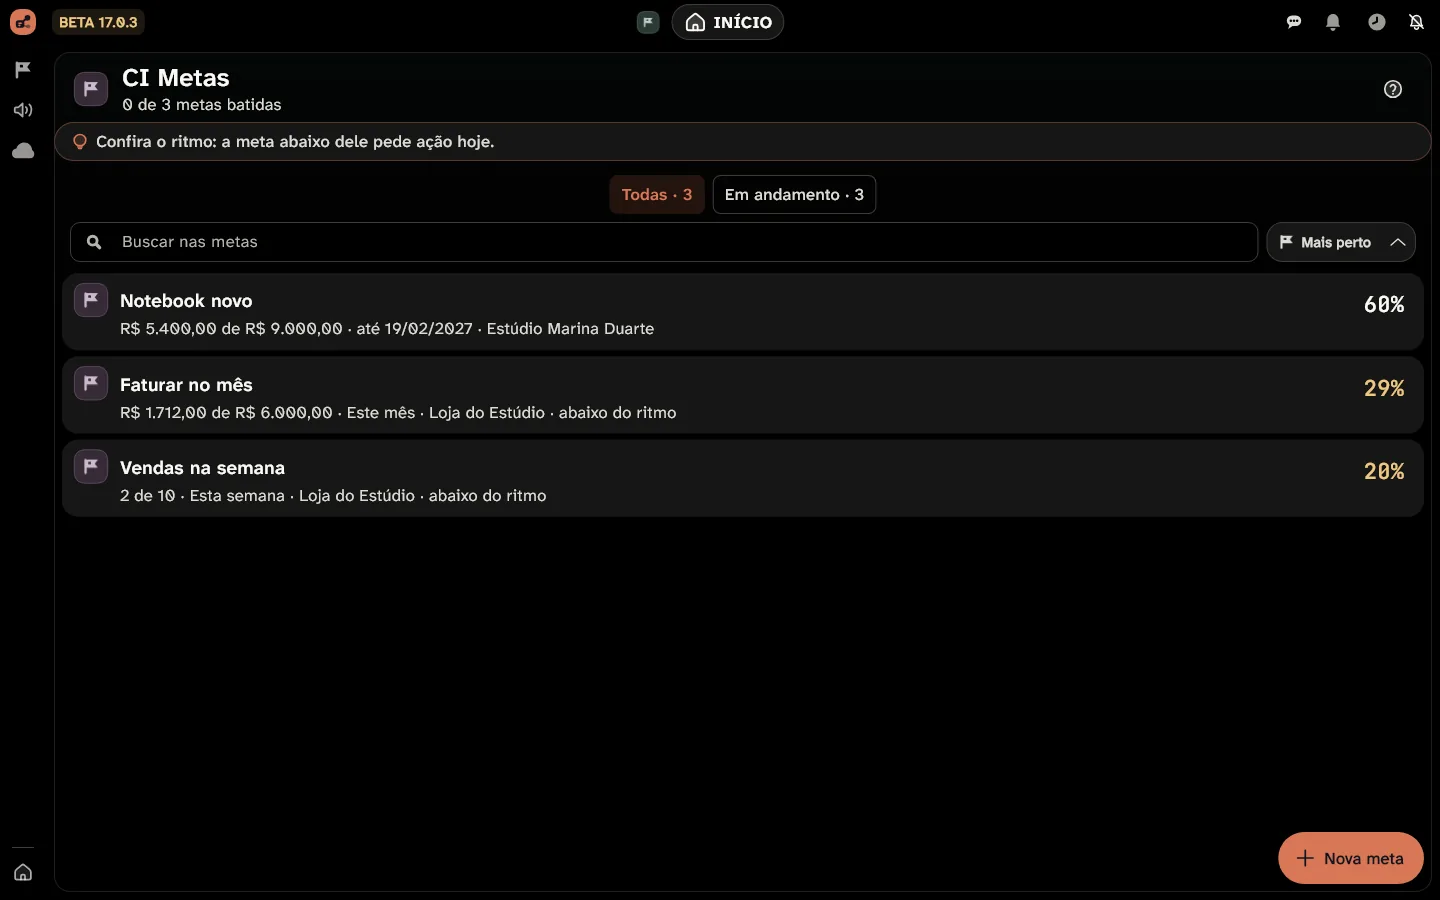 BETA 17.0.3
INÍCIO
CI Metas
0 de 3 metas batidas
Confira o ritmo: a meta abaixo dele pede ação hoje.
Todas · 3
Em andamento · 3
Buscar nas metas
Mais perto
Notebook novo
60%
R$ 5.400,00 de R$ 9.000,00 · até 19/02/2027 · Estúdio Marina Duarte
Faturar no mês
29%
R$ 1.712,00 de R$ 6.000,00 · Este mês · Loja do Estúdio · abaixo do ritmo
Vendas na semana
20%
2 de 10 · Esta semana · Loja do Estúdio · abaixo do ritmo
Nova meta